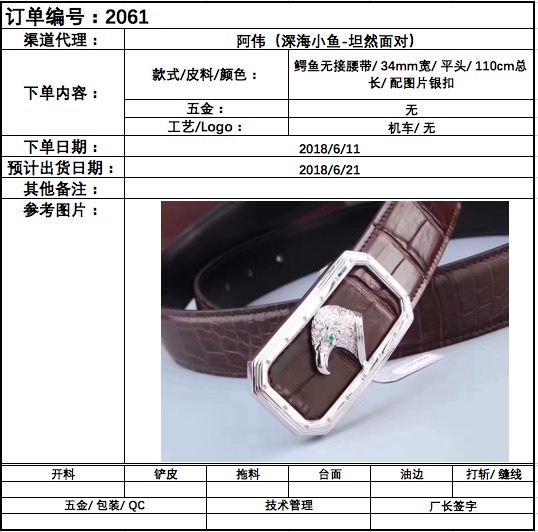 订单编号：2061
渠道代理： 阿伟（深海小鱼-坦然面对）
下单内容：
款式/皮料/颜色： 鳄鱼无接腰带/ 34mm宽/ 平头/ 110cm总
长/ 配图片银扣
五金： 无
工艺/Logo： 机车/ 无
下单日期： 2018/6/11
预计出货日期： 2018/6/21
其他备注：
参考图片：
开料 铲皮 拖料 台面 油边 打斩/ 缝线
五金/ 包装/ QC 技术管理 厂长签字